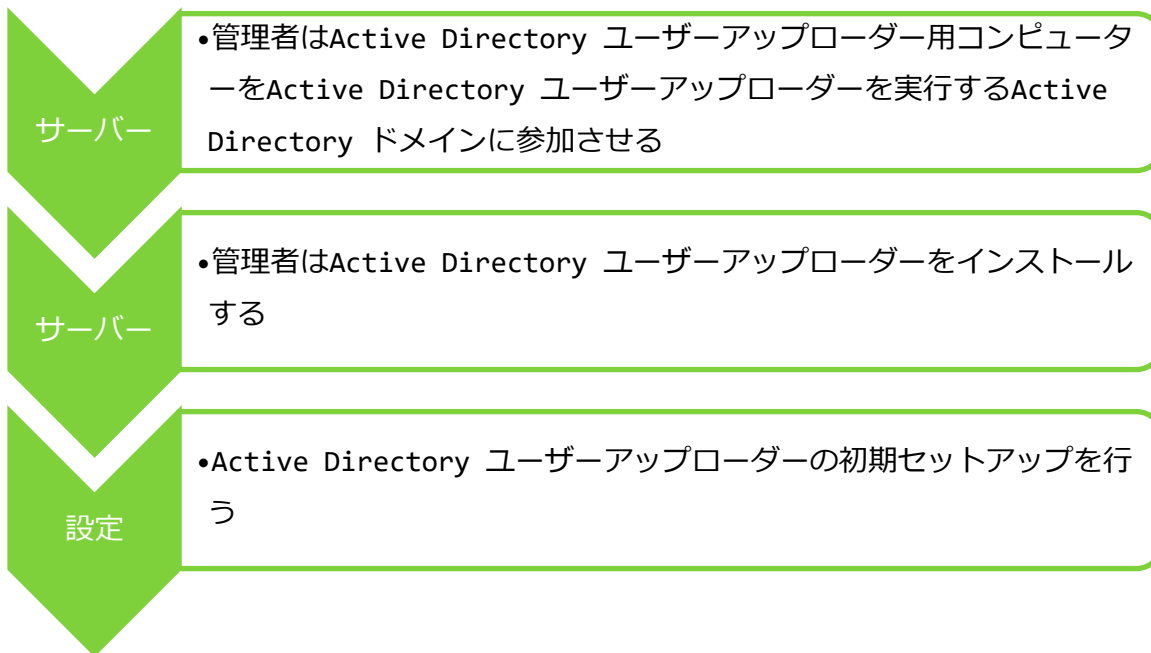 サーバー
•管理者はActive Directory ユーザーアップローダー用コンピュータ
ーをActive Directory ユーザーアップローダーを実行するActive
Directory ドメインに参加させる
サーバー
•管理者はActive Directory ユーザーアップローダーをインストール
する
設定
•Active Directory ユーザーアップローダーの初期セットアップを行
う